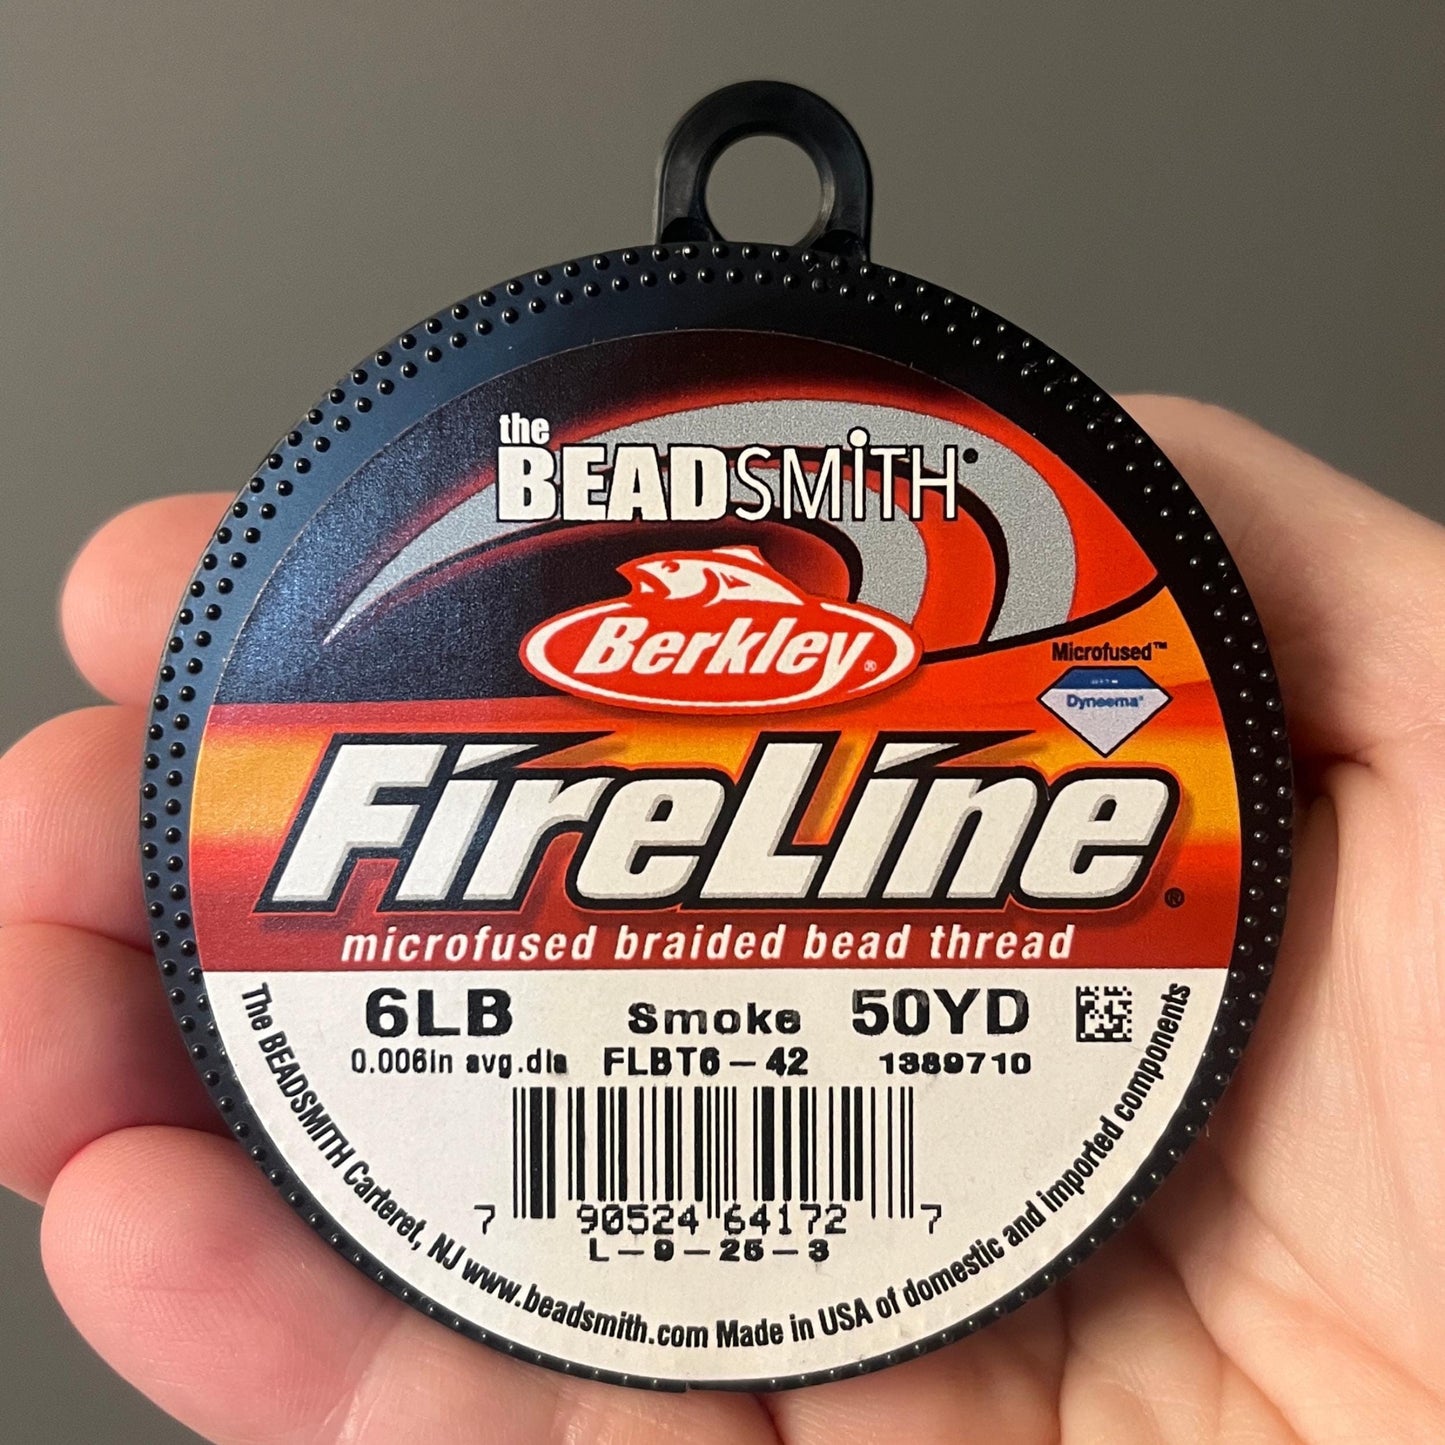 the
BEADSMiTH
Berkley®
Microfused™
Dyneema®
FireLine®
microfused braided bead thread
6LB Smoke 50YD
0.006in avg.dia FLBT6-42 1389710
7 90524 64172 7
L-9-25-3
The BEADSMITH Carteret, NJ www.beadsmith.com Made in USA of domestic and imported components